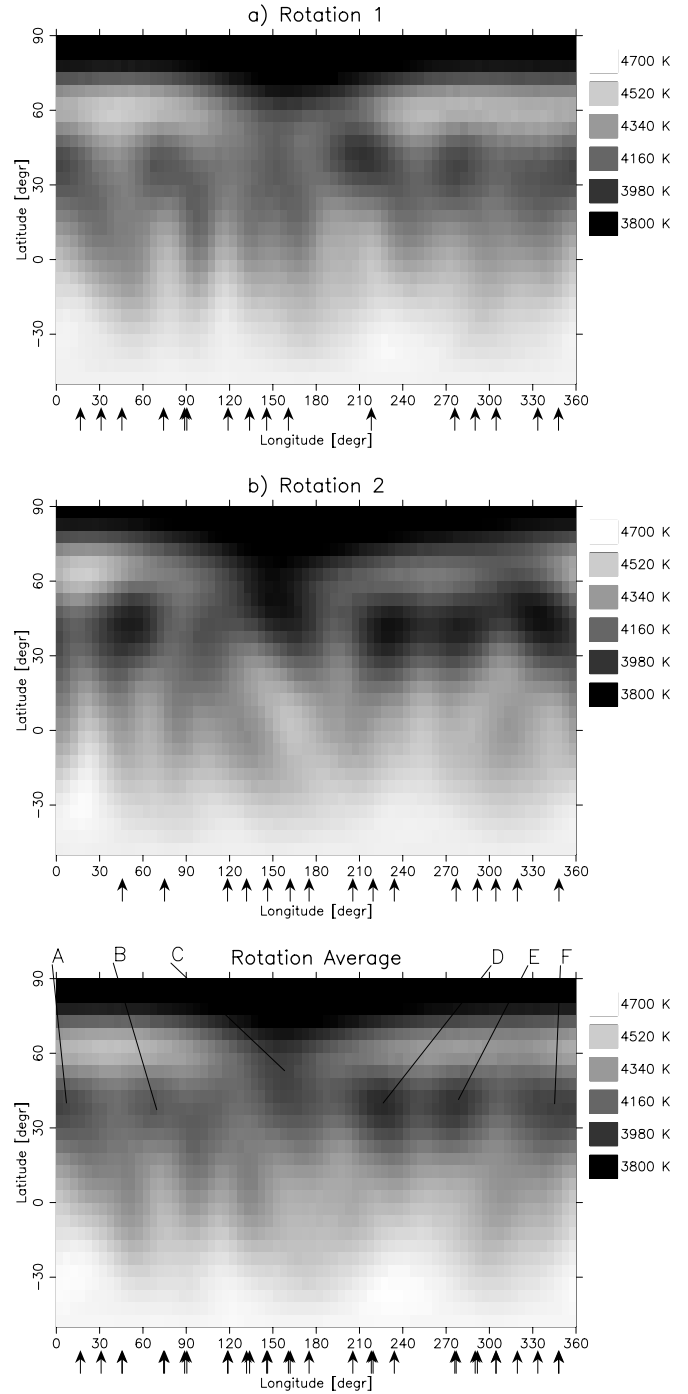 a) Rotation 1
90
60
30
0
−30
Latitude [degr]
0 30 60 90 120 150 180 210 240 270 300 330 360
Longitude [degr]
4700 K
4520 K
4340 K
4160 K
3980 K
3800 K
b) Rotation 2
90
60
30
0
−30
Latitude [degr]
0 30 60 90 120 150 180 210 240 270 300 330 360
Longitude [degr]
4700 K
4520 K
4340 K
4160 K
3980 K
3800 K
A B C Rotation Average D E F
90
60
30
0
−30
Latitude [degr]
0 30 60 90 120 150 180 210 240 270 300 330 360
Longitude [degr]
4700 K
4520 K
4340 K
4160 K
3980 K
3800 K